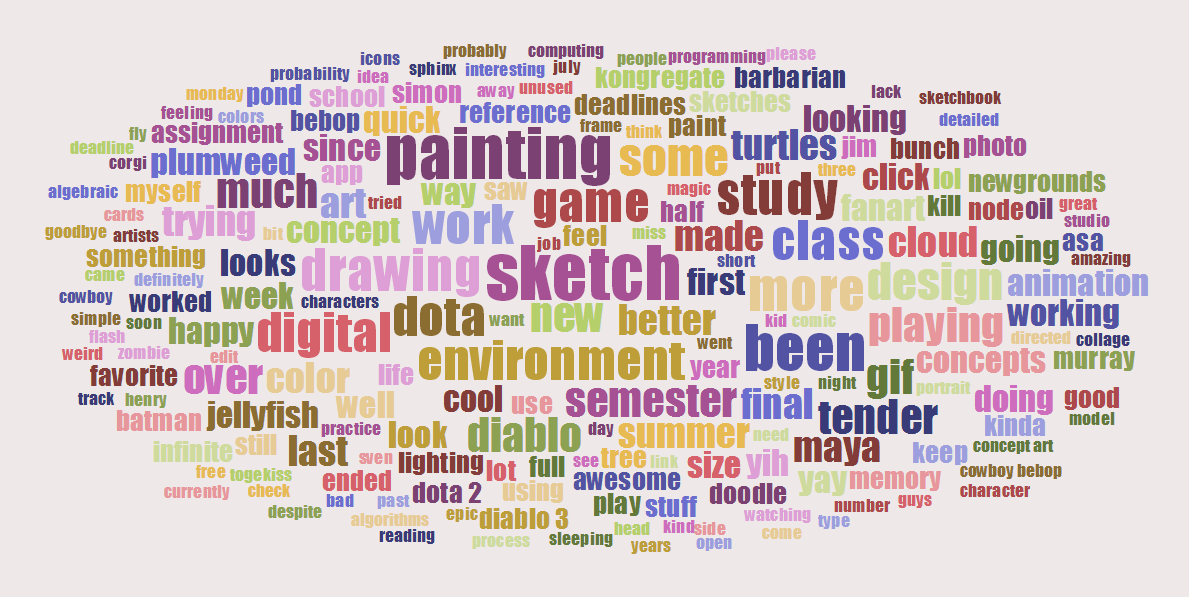 probably computing
icons people programming please
probability idea sphinx interesting july
kongregate barbarian
monday pond school simon away unused lack sketchbook
feeling colors bebop quick reference deadlines sketches looking detailed
fly assignment frame think paint
deadline since painting some turtles jim bunch photo
corgi plumweed app put three click lol newgrounds
algebraic myself much art tried way saw game magic half study fanart kill node oil great
cards trying bit concept work studio
goodbye artists job feel miss made class cloud going asa
something looks drawing sketch short amazing
came definitely first more design animation
cowboy worked week characters
simple soon happy digital dota want new better kid comic playing working
flash went been directed collage
weird zombie edit environment year concepts murray
favorite over color life style night gif portrait
track henry well cool use semester final tender doing good
batman jellyfish practice look diablo day summer need kinda model
infinite still last sven lighting lot full see tree link size yih maya keep concept art
free togekiss ended awesome yay memory cowboy bebop
currently check dota 2 using play stuff doodle character
despite bad past number guys
algorithms epic diablo 3 head kind side watching type
reading process sleeping years open come